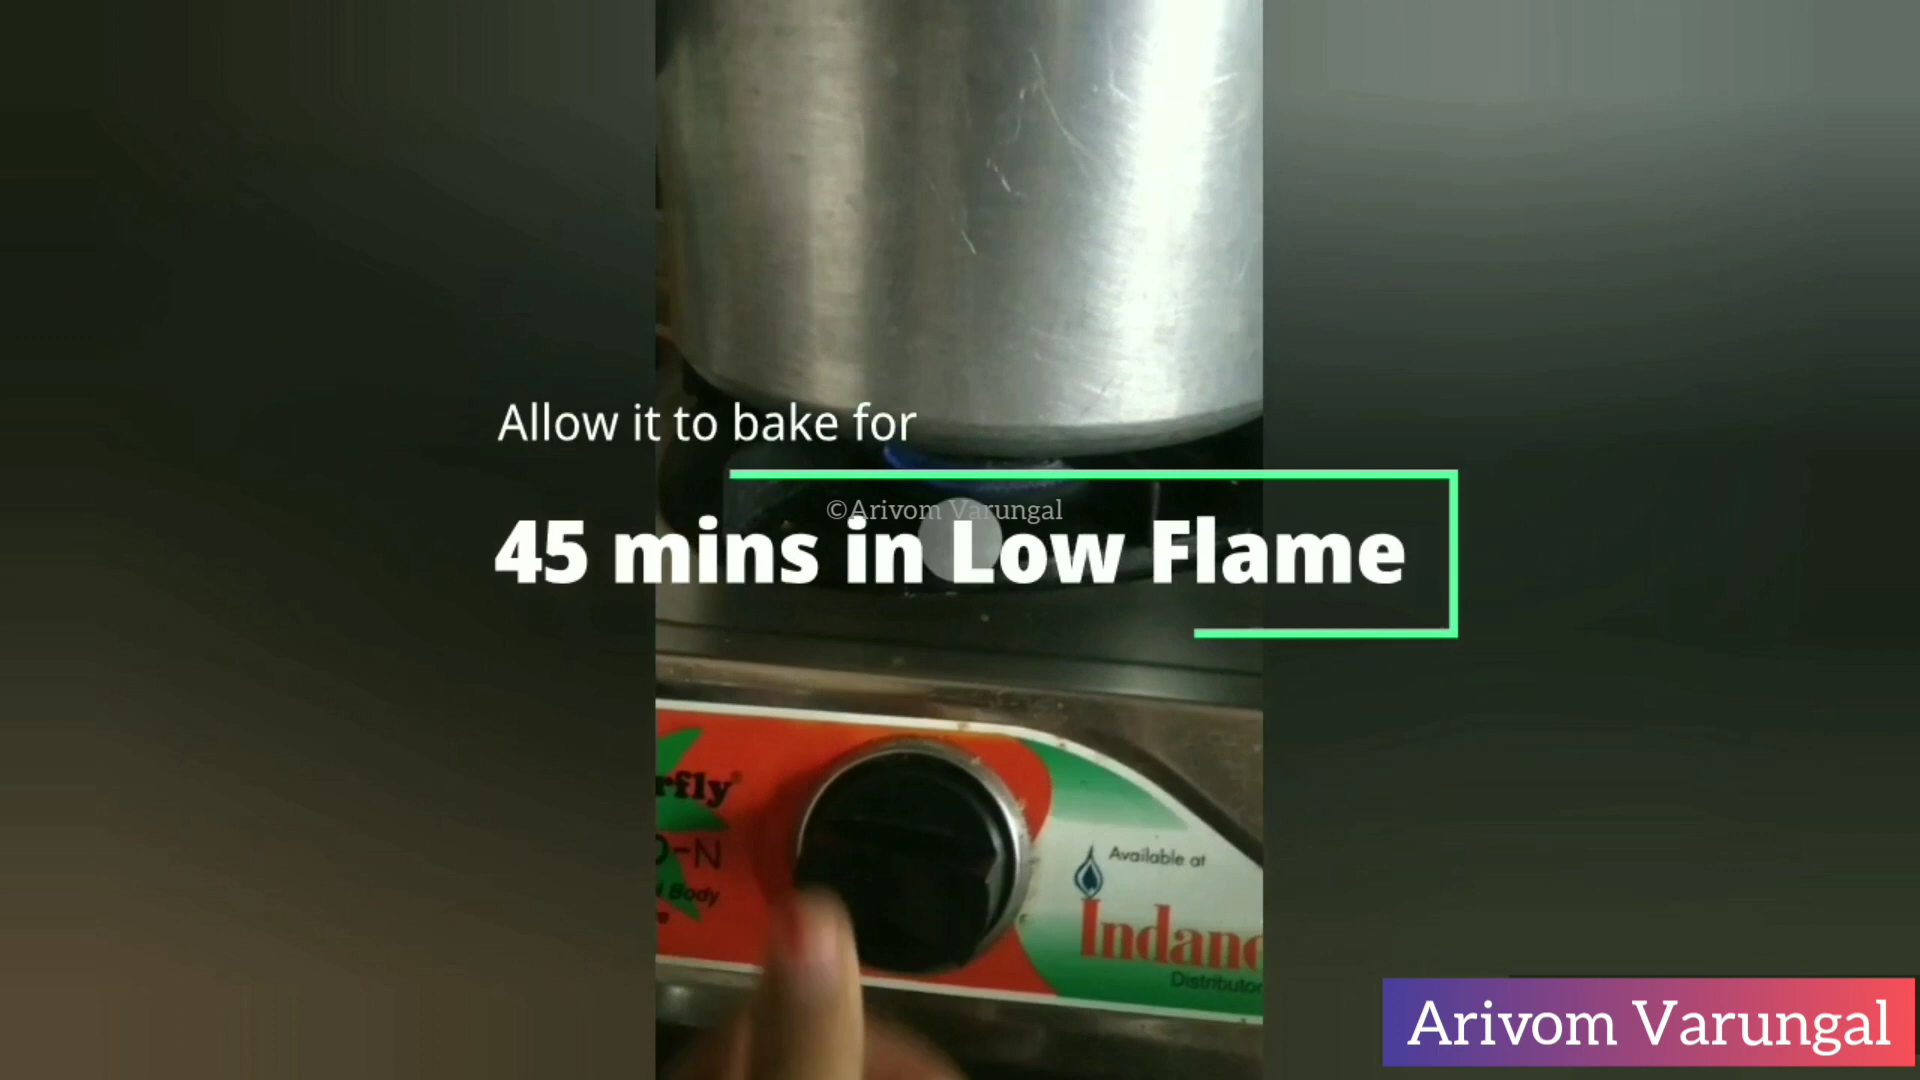 Allow it to bake for
©Arivom Varungal
45 mins in Low Flame
rfly®
-N
Body
Available at
Indane
Distributor
Arivom Varungal